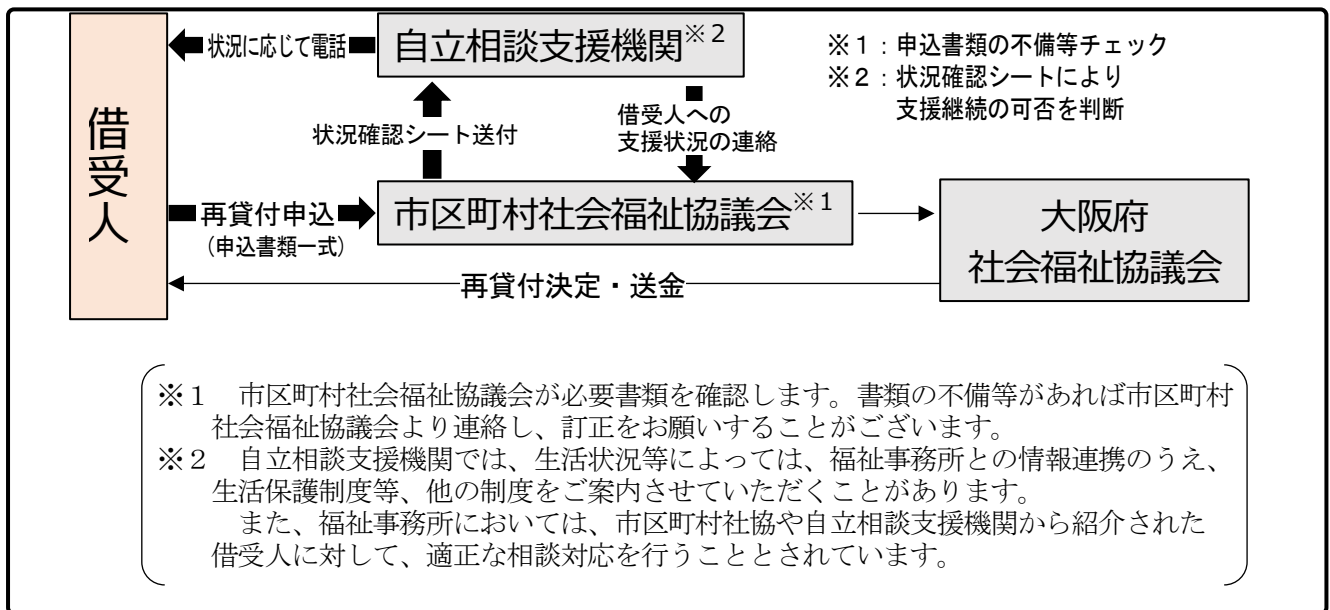 状況に応じて電話
自立相談支援機関※2
※1：申込書類の不備等チェック
※2：状況確認シートにより
支援継続の可否を判断
借受人
状況確認シート送付
借受人への
支援状況の連絡
再貸付申込
(申込書類一式)
市区町村社会福祉協議会※1
大阪府
社会福祉協議会
再貸付決定・送金
※1　市区町村社会福祉協議会が必要書類を確認します。書類の不備等があれば市区町村
社会福祉協議会より連絡し、訂正をお願いすることがございます。
※2　自立相談支援機関では、生活状況等によっては、福祉事務所との情報連携のうえ、
生活保護制度等、他の制度をご案内させていただくことがあります。
また、福祉事務所においては、市区町村社協や自立相談支援機関から紹介された
借受人に対して、適正な相談対応を行うこととされています。